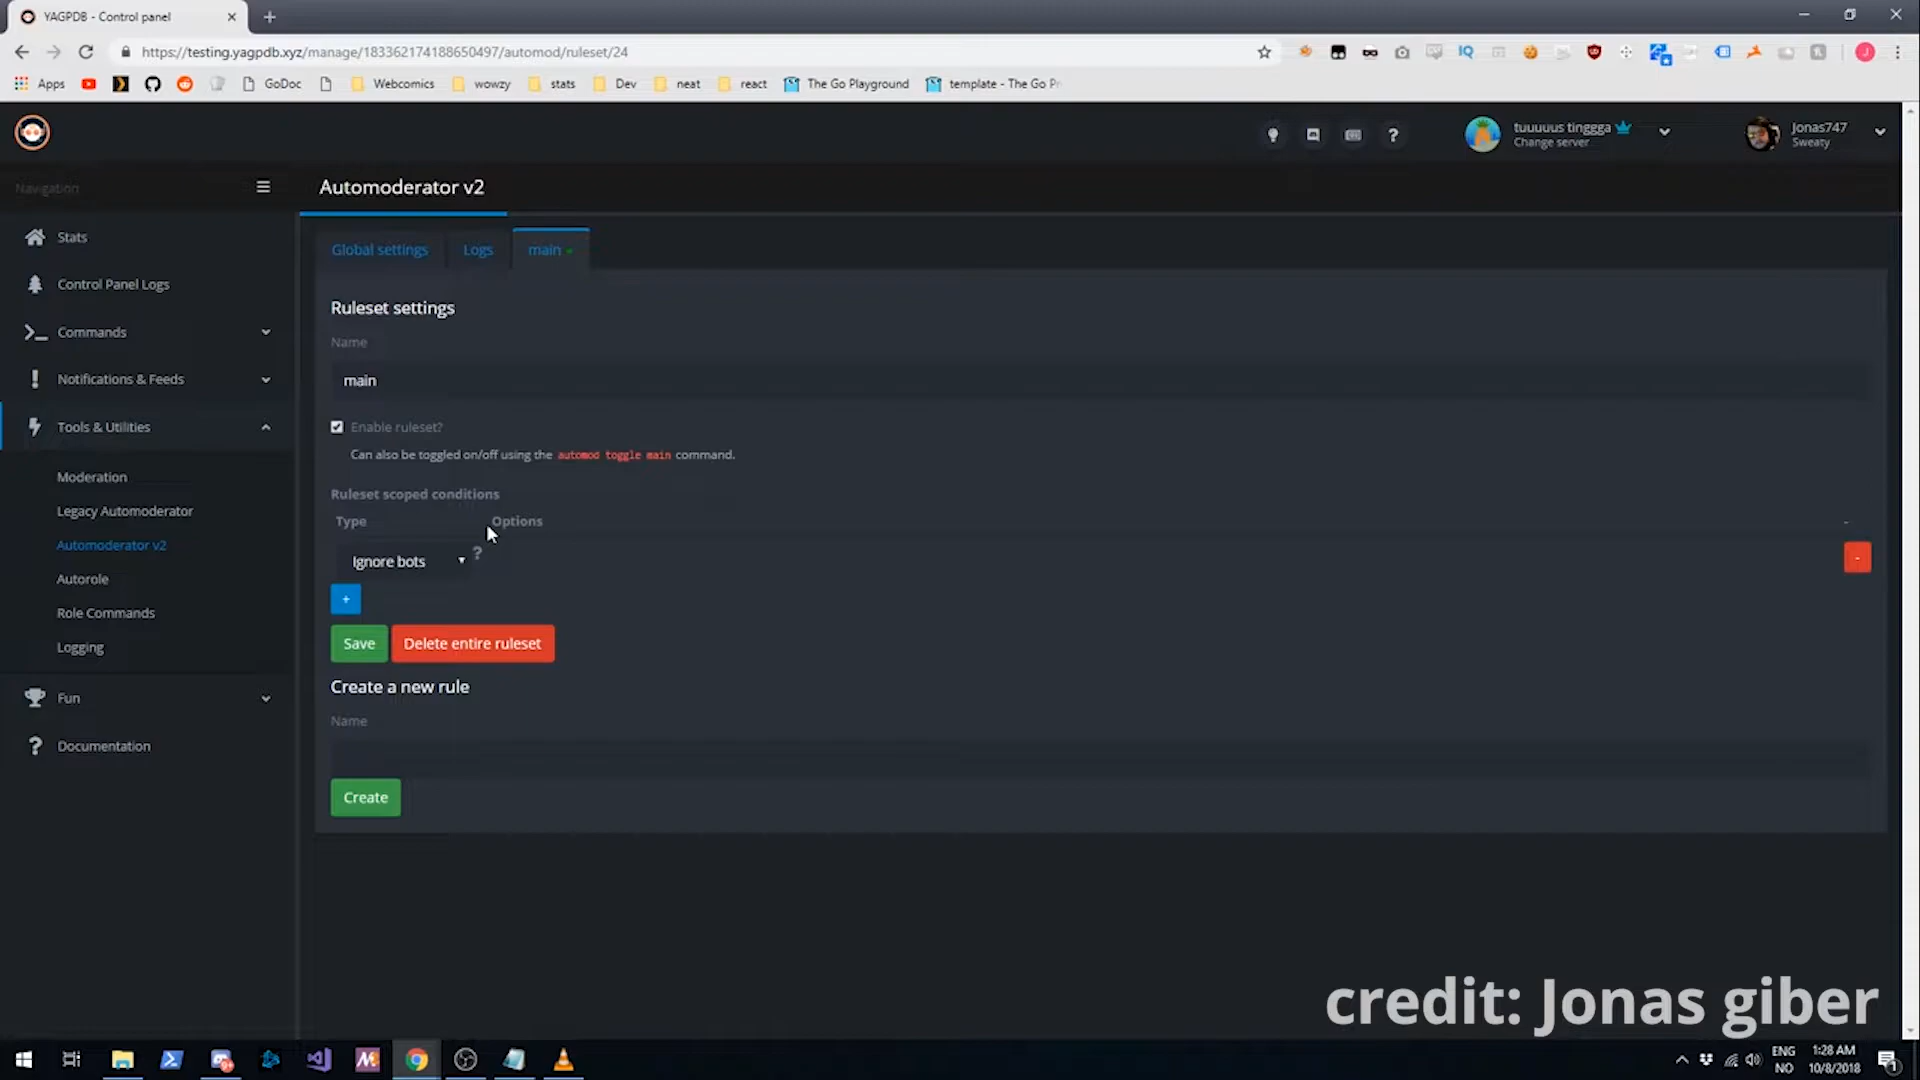 YAGPDB - Control panel
https://testing.yagpdb.xyz/manage/183362174188650497/automod/ruleset/24
Apps
GoDoc
Webcomics
wowzy
stats
Dev
neat
react
The Go Playground
template - The Go P
tuuuuus tinggga
Change server
Jonas747
Sweaty
Navigation
Automoderator v2
Stats
Control Panel Logs
Commands
Notifications & Feeds
Tools & Utilities
Moderation
Legacy Automoderator
Automoderator v2
Autorole
Role Commands
Logging
Fun
Documentation
Global settings
Logs
main
Ruleset settings
Name
main
Enable ruleset?
Can also be toggled on/off using the automod toggle main command.
Ruleset scoped conditions
Type Options
Ignore bots ?
-
+
Save Delete entire ruleset
Create a new rule
Name
Create
credit: Jonas giber
ENG
NO
1:28 AM
10/8/2018